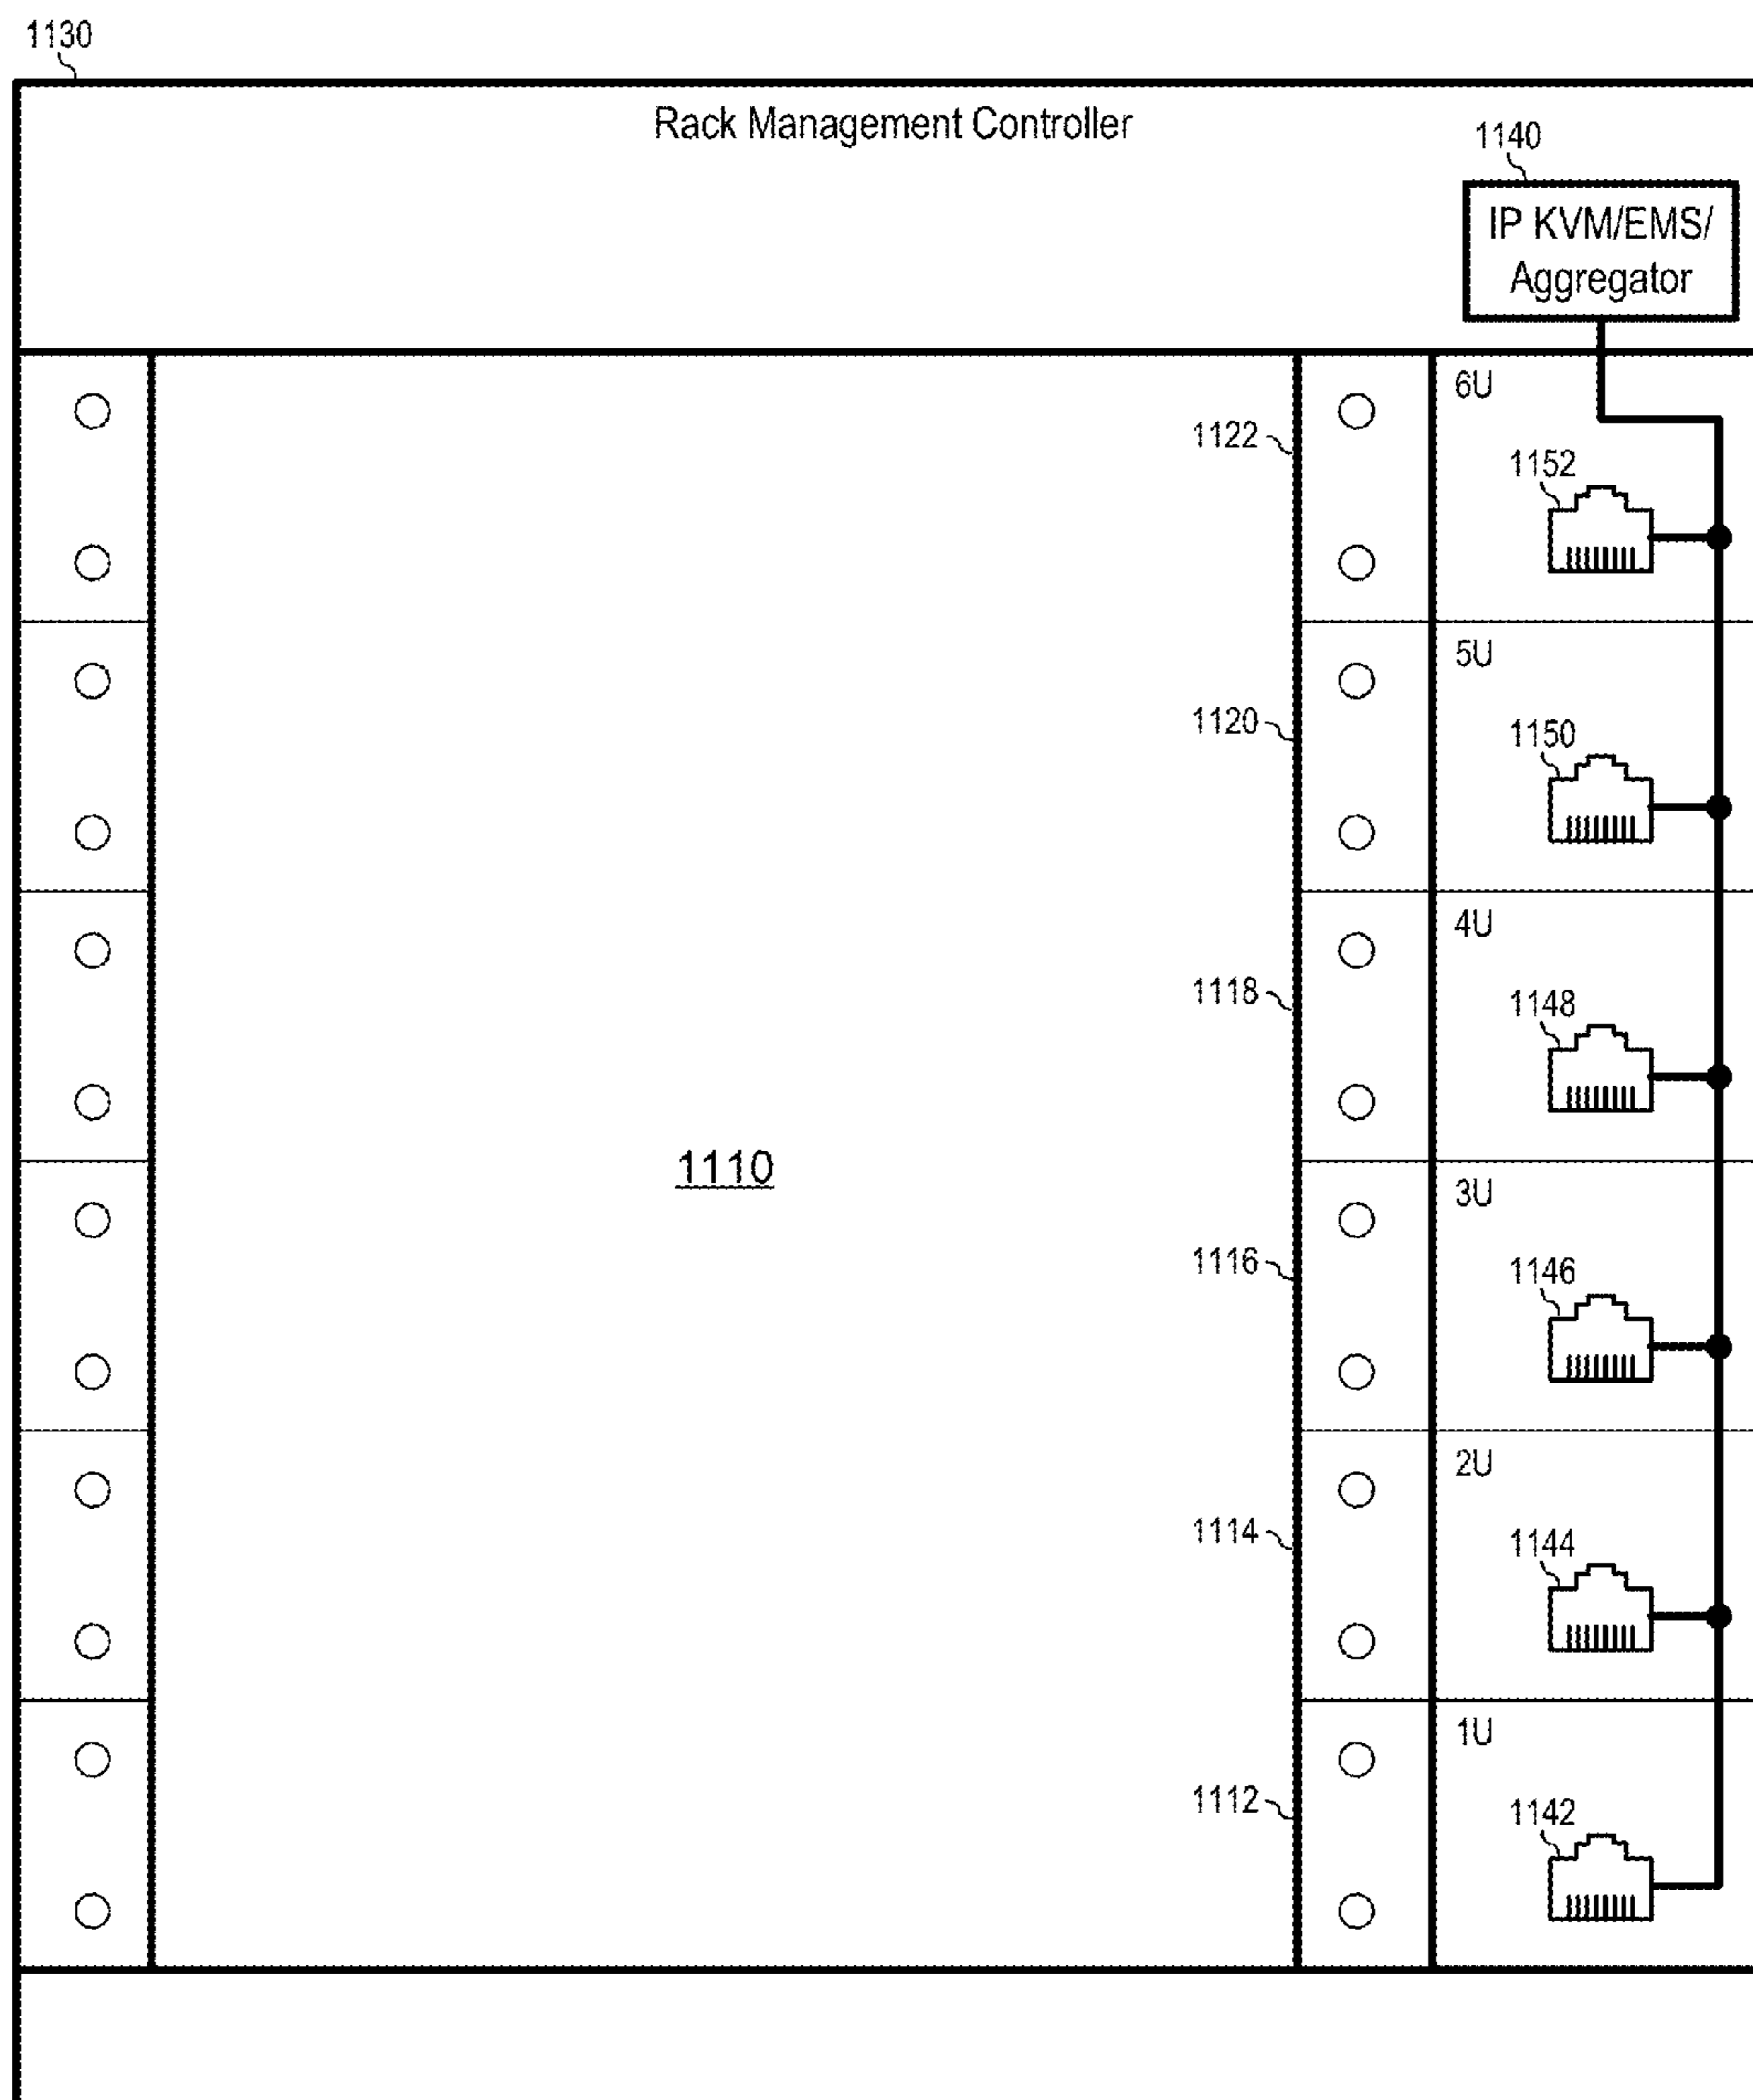 1130
Rack Management Controller
1140
IP KVM/EMS/
Aggregator
6U
1122
1152
5U
1120
1150
4U
1118
1148
1110
3U
1116
1146
2U
1114
1144
1U
1112
1142